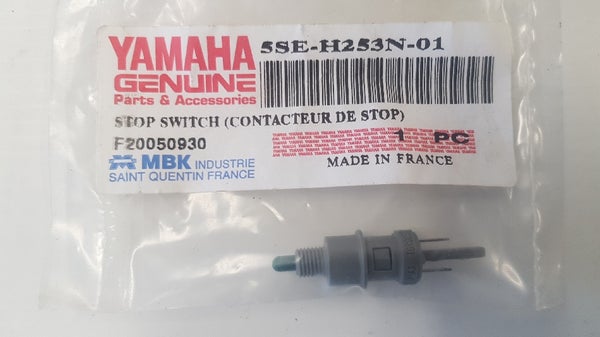 YAMAHA
GENUINE
Parts & Accessories
5SE-H253N-01
STOP SWITCH (CONTACTEUR DE STOP)
F20050930
1 PC
MBK INDUSTRIE
SAINT QUENTIN FRANCE
MADE IN FRANCE